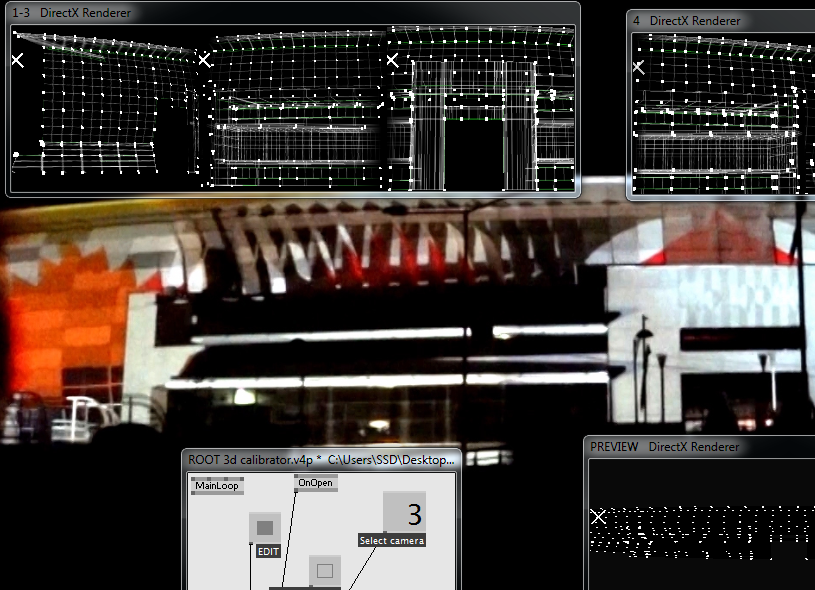 1-3 DirectX Renderer
4 DirectX Renderer
ROOT 3d calibrator.v4p * C:\Users\SSD\Desktop...
MainLoop
OnOpen
3
EDIT
Select camera
PREVIEW DirectX Renderer